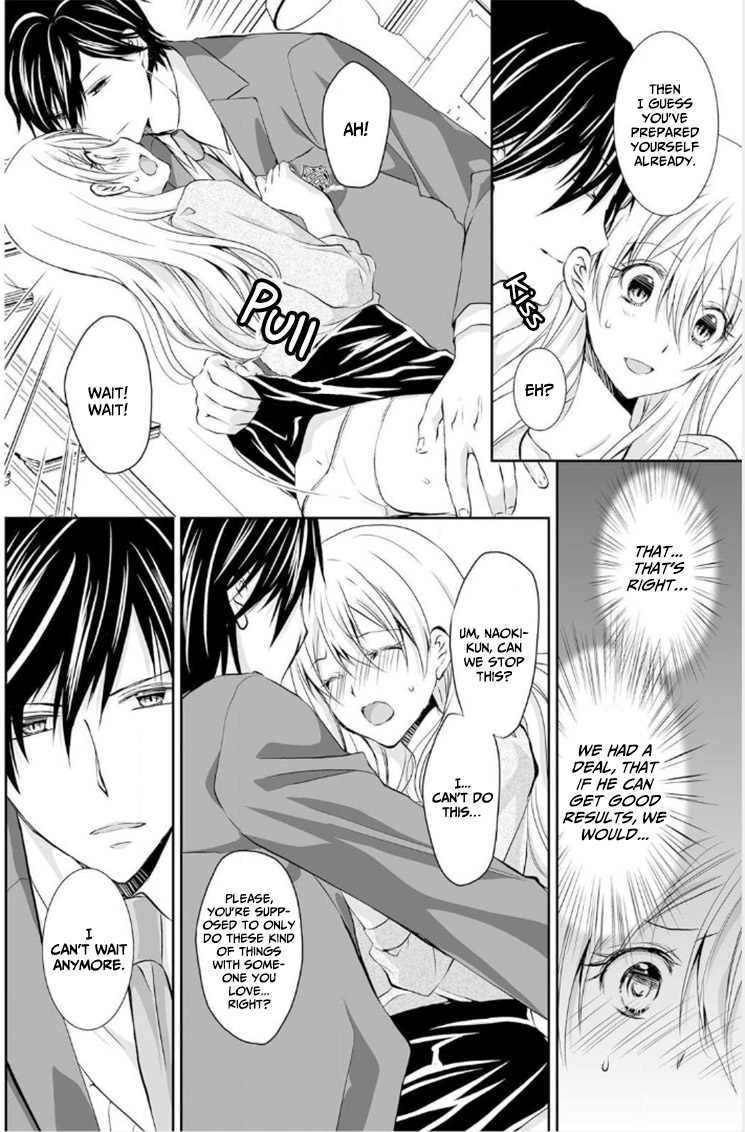 THEN
I GUESS
YOU'VE
PREPARED
YOURSELF
ALREADY.
Kiss
EH?
AH!
Pull
WAIT!
WAIT!
THAT...
THAT'S
RIGHT...
WE HAD A
DEAL, THAT
IF HE CAN
GET GOOD
RESULTS, WE
WOULD...
UM, NAOKI-
KUN, CAN
WE STOP
THIS?
I...
CAN'T DO
THIS...
PLEASE,
YOU'RE SUPP-
OSED TO ONLY
DO THESE KIND
OF THINGS
WITH SOME-
ONE YOU
LOVE...
RIGHT?
I
CAN'T WAIT
ANYMORE.